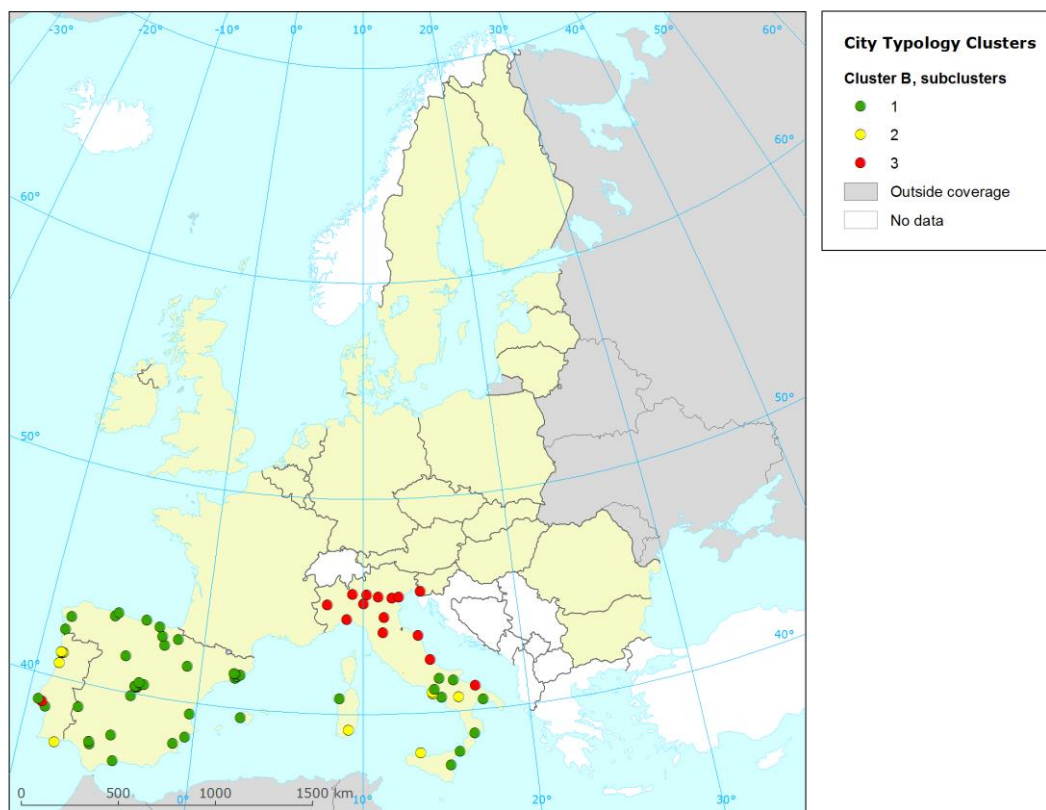 -30° -20° -10° 0° 10° 20° 30° 40° 50° 60°
60°
60°
50°
50°
40°
40°
0 500 1000 1500 km
0° 10° 20° 30°
City Typology Clusters
Cluster B, subclusters
1
2
3
Outside coverage
No data